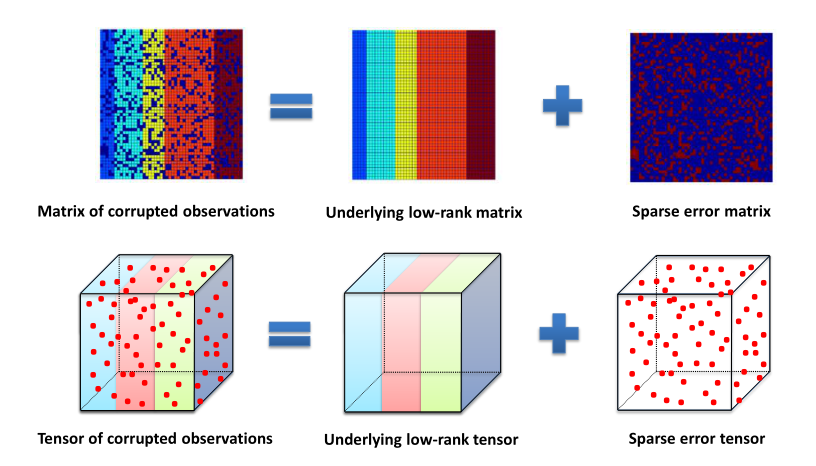 Matrix of corrupted observations
Underlying low-rank matrix
Sparse error matrix
Tensor of corrupted observations
Underlying low-rank tensor
Sparse error tensor